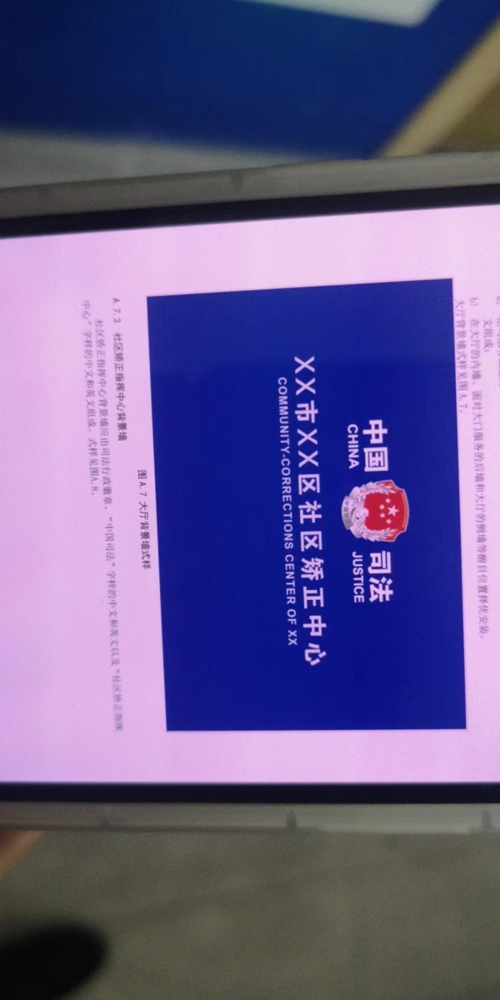 文组成；
b) 在大厅的内墙、面对大门服务的后墙和大厅的侧墙等醒目位置择优安装。
大厅背景墙式样见图A.7。
中国 司法
CHINA JUSTICE
XX市XX区社区矫正中心
COMMUNITY-CORRECTIONS CENTER OF XX
图A.7 大厅背景墙式样
A.7.3 社区矫正指挥中心背景墙
社区矫正指挥中心背景墙应由司法行政徽章、“中国司法”字样的中文和英文以及“社区矫正指挥
中心”字样的中文和英文组成，式样见图A.8。